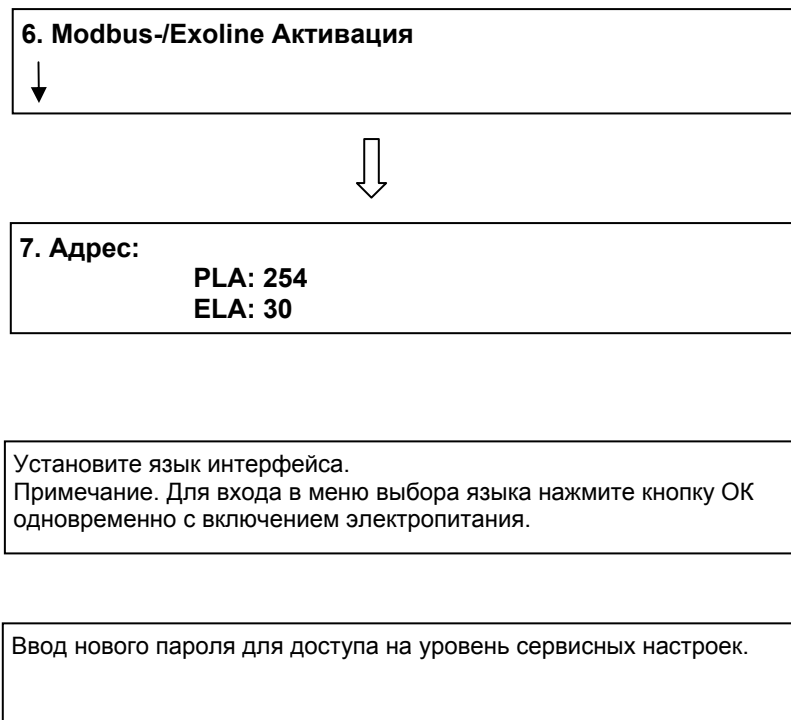 6. Modbus-/Exoline Активация
7. Адрес:
PLA: 254
ELA: 30
Установите язык интерфейса.
Примечание. Для входа в меню выбора языка нажмите кнопку ОК
одновременно с включением электропитания.
Ввод нового пароля для доступа на уровень сервисных настроек.